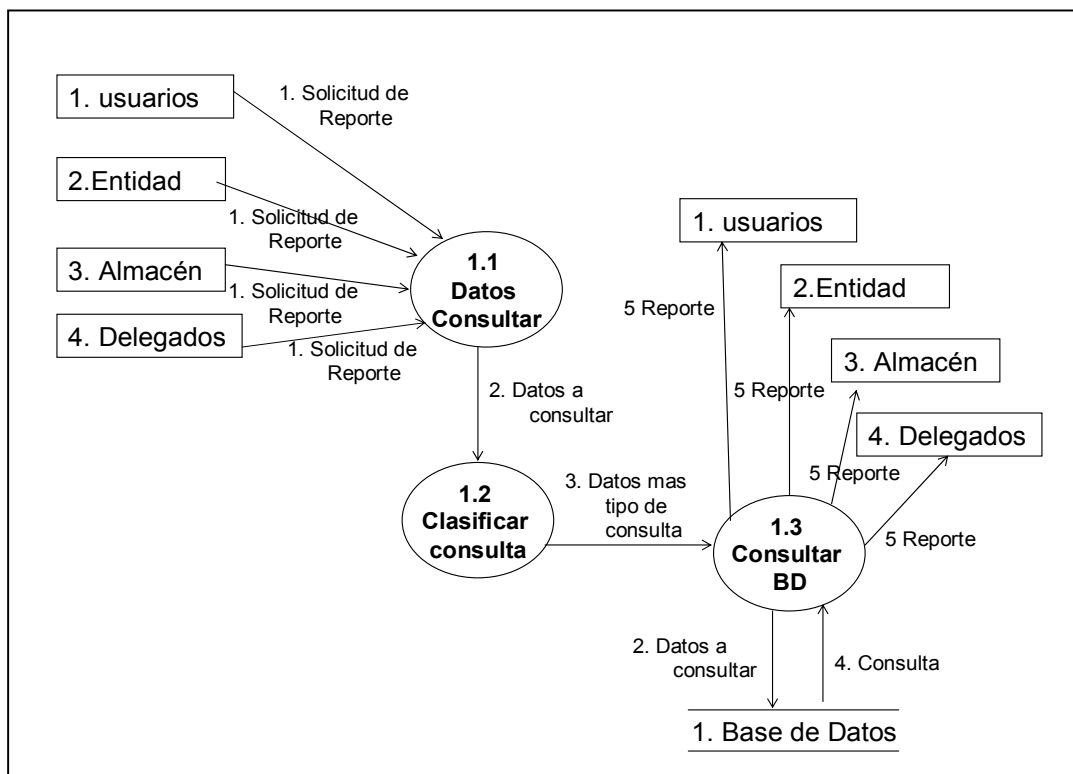 1. usuarios
1. Solicitud de
Reporte
2.Entidad
1. Solicitud de
Reporte
3. Almacén
1. Solicitud de
Reporte
4. Delegados
1. Solicitud de
Reporte
1.1
Datos
Consultar
2. Datos a
consultar
1.2
Clasificar
consulta
3. Datos mas
tipo de
consulta
1.3
Consultar
BD
1. usuarios
5 Reporte
2.Entidad
5 Reporte
3. Almacén
5 Reporte
4. Delegados
5 Reporte
2. Datos a
consultar
4. Consulta
1. Base de Datos